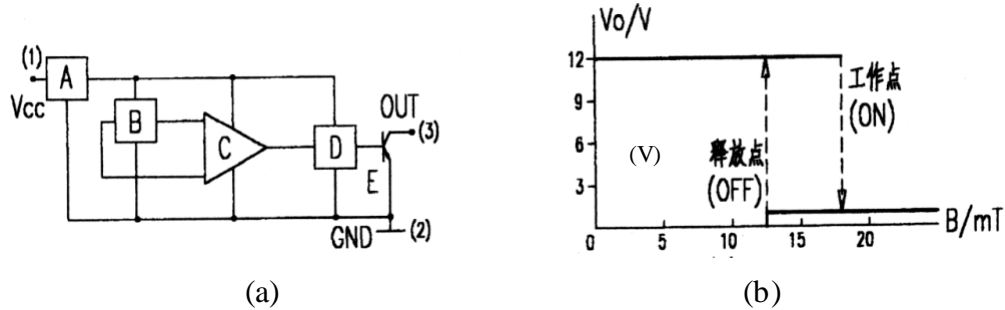 (1)
A
Vcc
B
C
D
E
OUT
(3)
GND
(2)
(a)
Vo/V
12
9
6
3
0
5
10
15
20
B/mT
(V)
释放点
(OFF)
工作点
(ON)
(b)